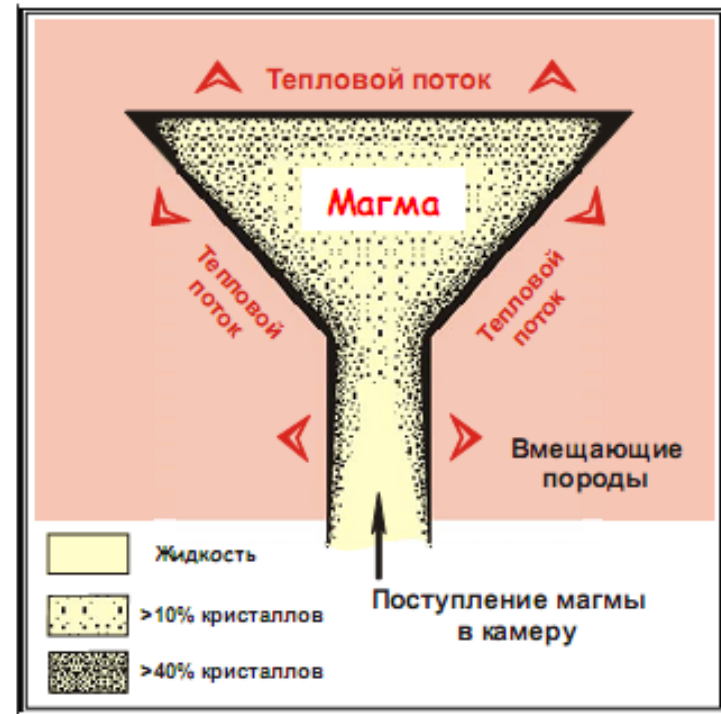 Тепловой поток
Магма
Тепловой
поток
Тепловой
поток
Вмещающие
породы
Жидкость
>10% кристаллов
>40% кристаллов
Поступление магмы
в камеру